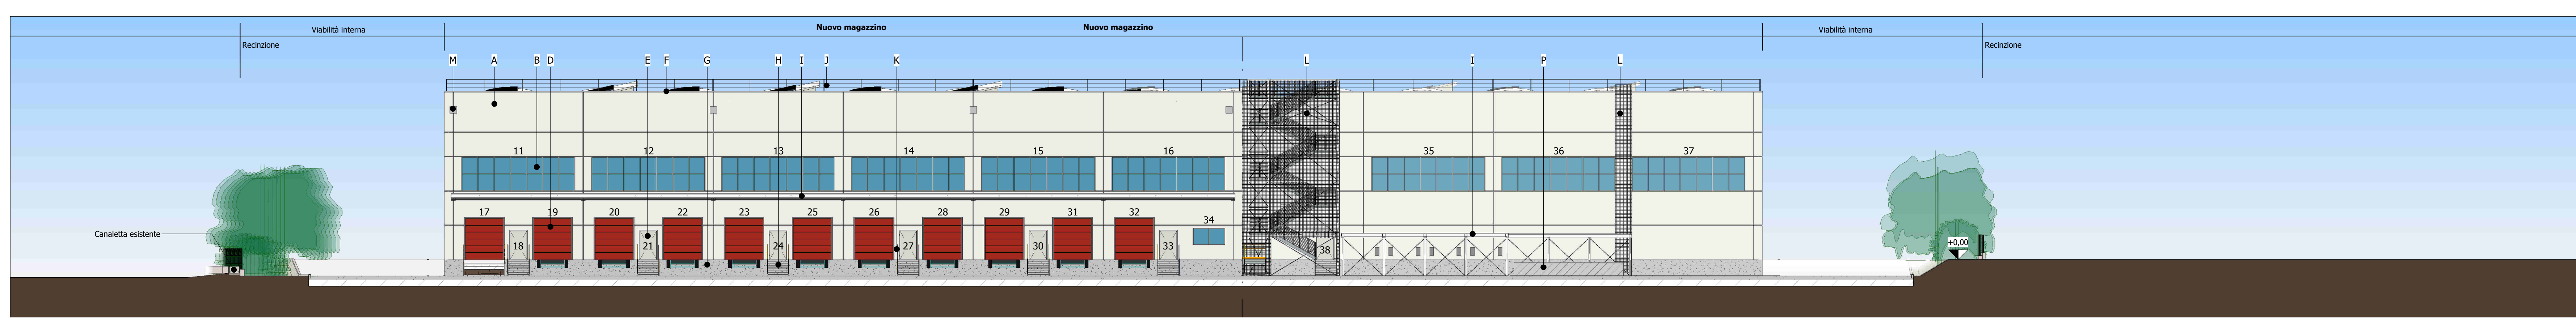 Nuovo magazzino Nuovo magazzino
Viabilità interna Viabilità interna
Recinzione Recinzione
M A B D E F G H I J K L I P L
11 12 13 14 15 16 35 36 37
17 19 20 22 23 25 26 28 29 31 32
34
18 21 24 27 30 33 38
Canaletta esistente
+0,00